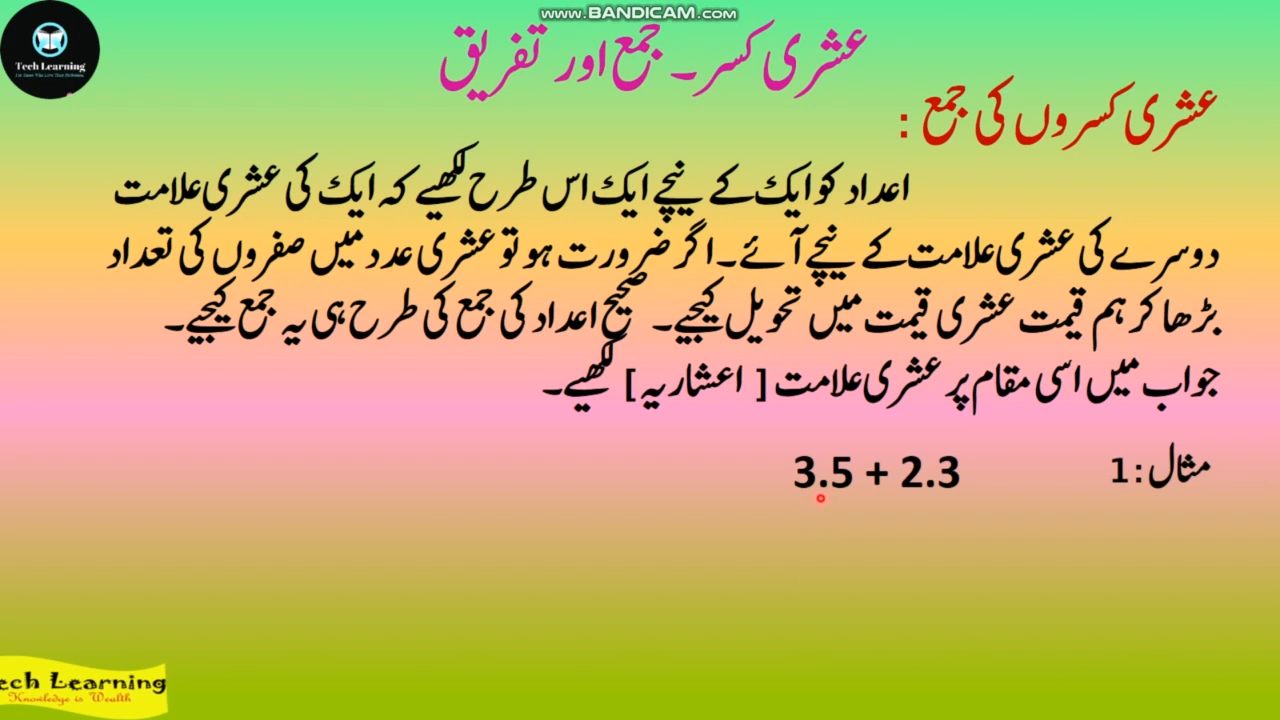 www.BANDICAM.com
Tech Learning
عشری کسر۔ جمع اور تفریق
عشری کسروں کی جمع :
اعداد کو ایک کے نیچے ایک اس طرح لکھیے کہ ایک کی عشری علامت
دوسرے کی عشری علامت کے نیچے آئے۔ اگر ضرورت ہو تو عشری عدد میں صفروں کی تعداد
بڑھا کر ہم قیمت عشری قیمت میں تحویل کیجیے۔ صحیح اعداد کی جمع کی طرح ہی یہ جمع کیجیے۔
جواب میں اسی مقام پر عشری علامت [ اعشاریہ ] لکھیے۔
مثال :1 3.5 + 2.3
ech Learning
Knowledge is Wealth